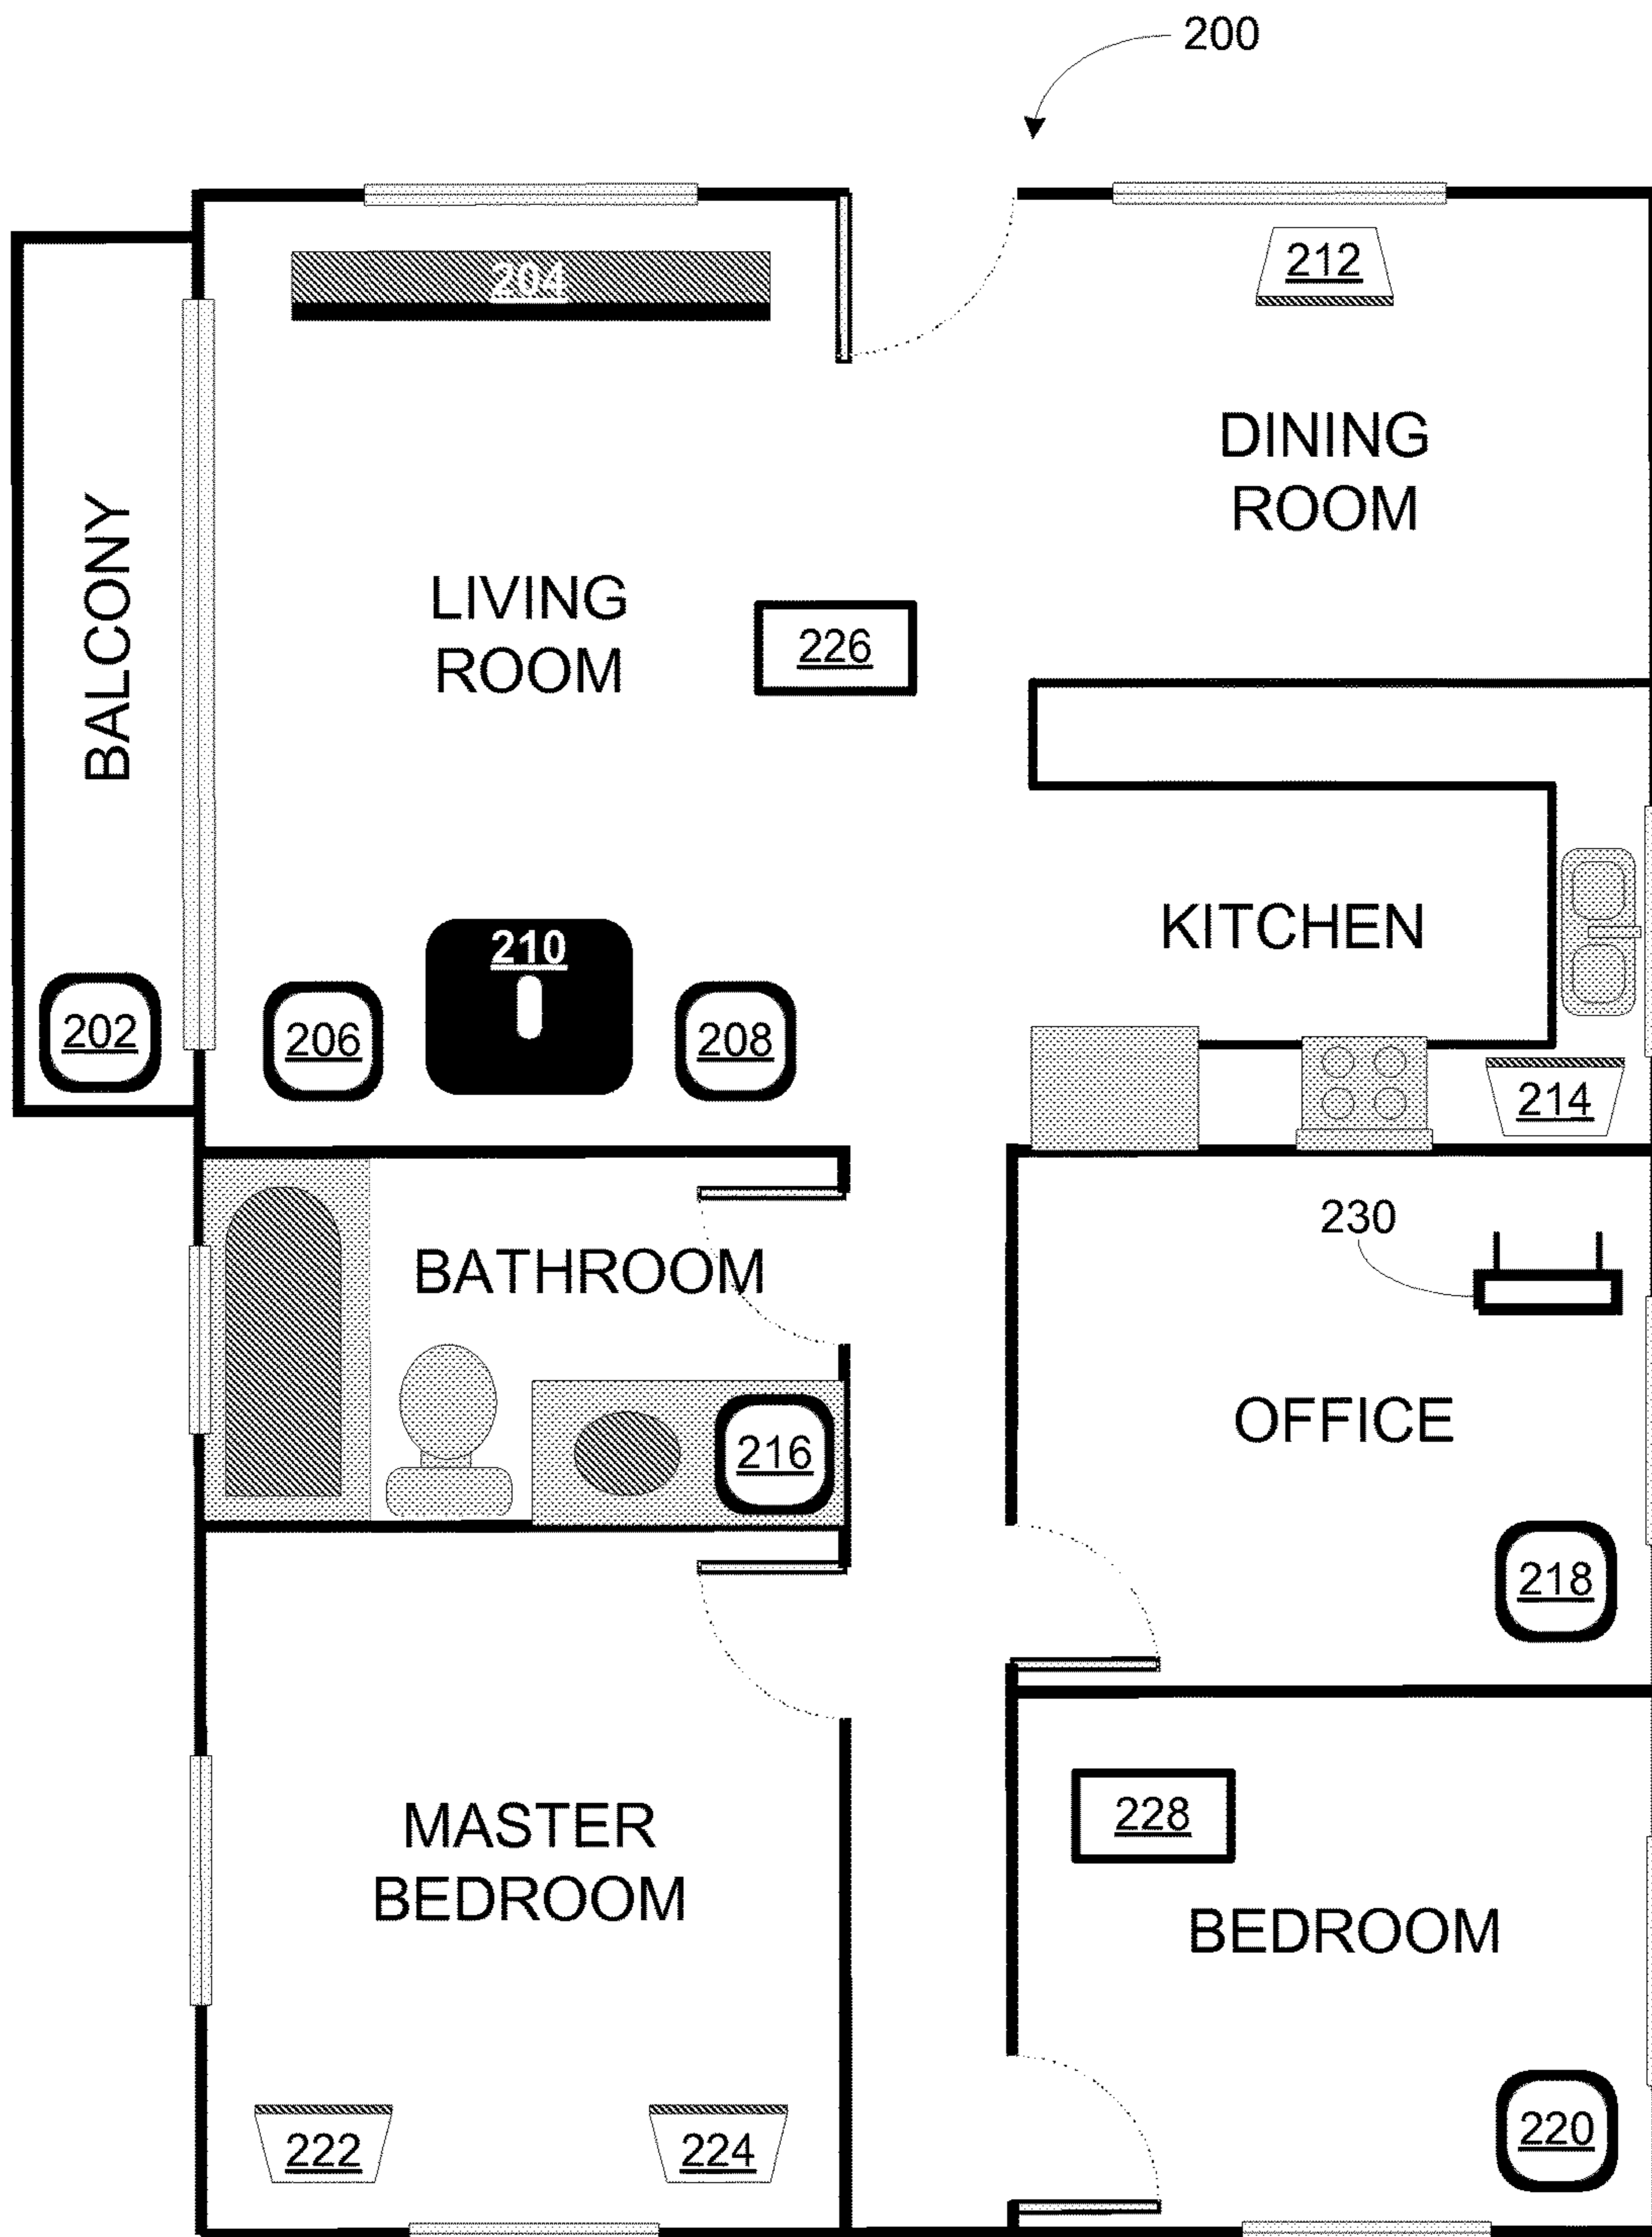 200
204
212
DINING
ROOM
BALCONY
LIVING
ROOM
226
KITCHEN
210
202
206
208
214
230
BATHROOM
OFFICE
216
218
MASTER
BEDROOM
228
BEDROOM
222
224
220